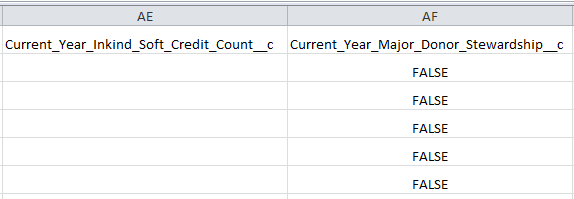 AE AF
Current_Year_Inkind_Soft_Credit_Count__c Current_Year_Major_Donor_Stewardship__c
FALSE
FALSE
FALSE
FALSE
FALSE